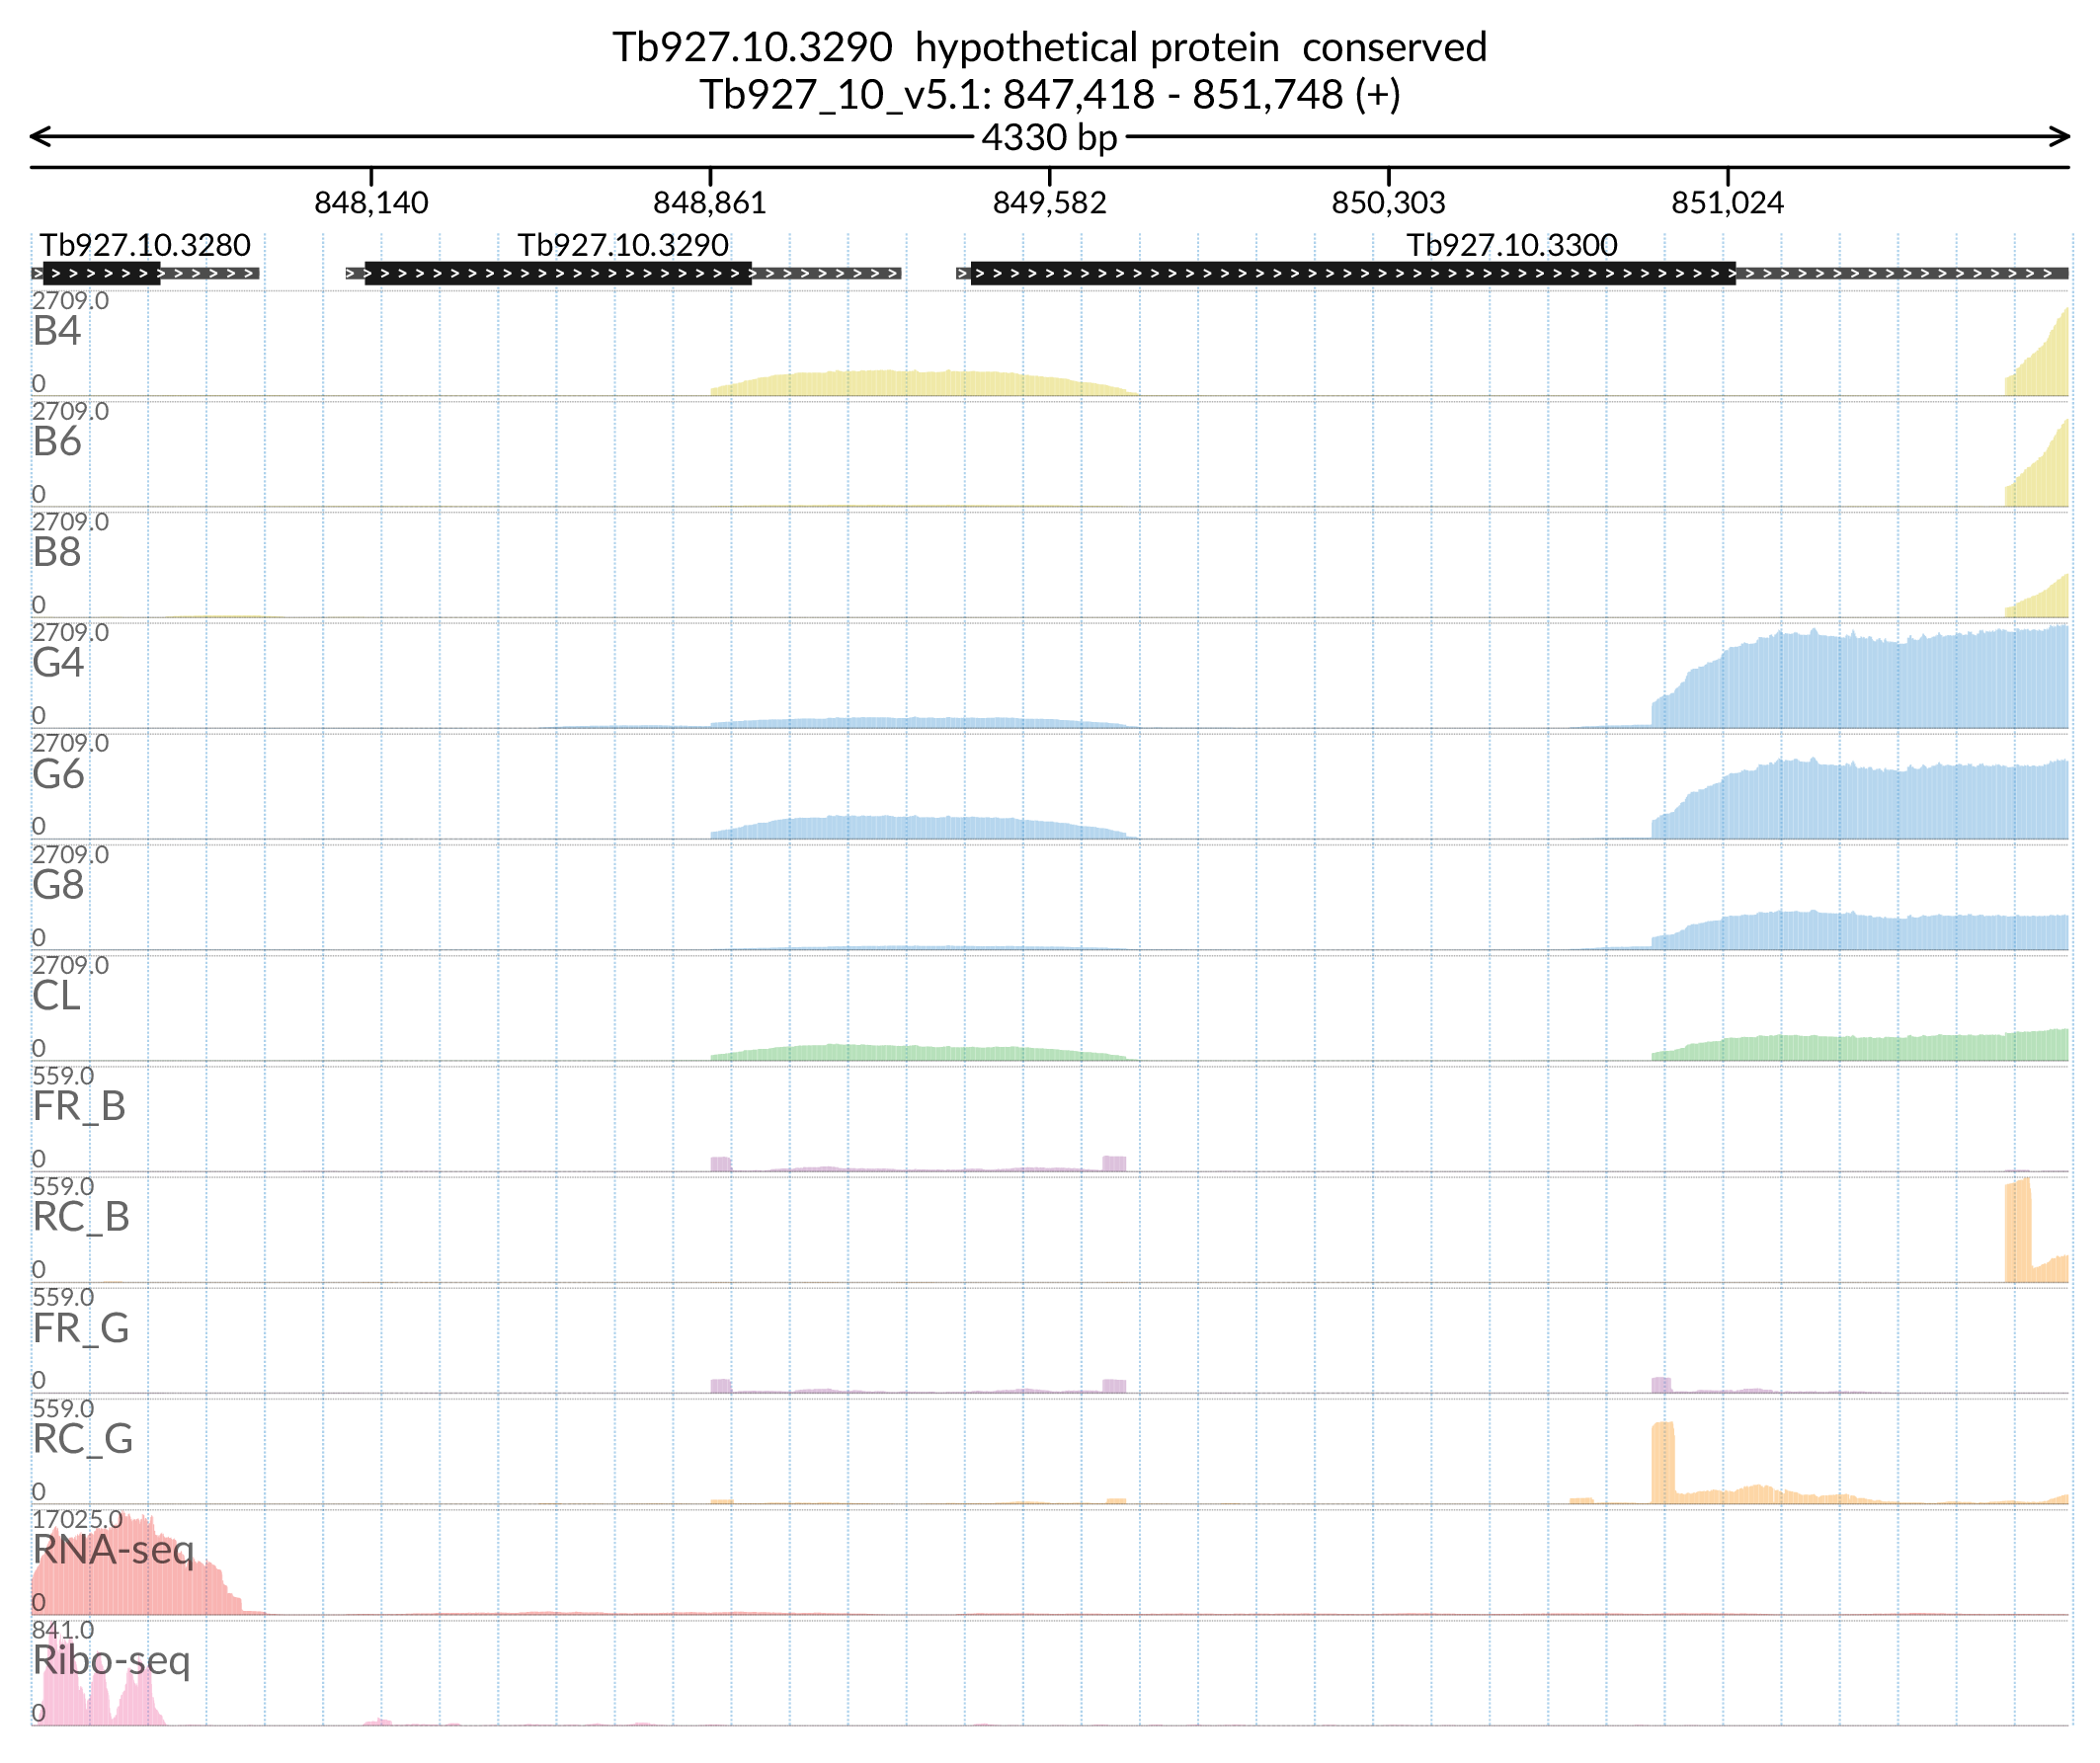 Tb927.10.3290  hypothetical protein  conserved
Tb927_10_v5.1: 847,418 - 851,748 (+)
4330 bp
848,140 848,861 849,582 850,303 851,024
Tb927.10.3280 Tb927.10.3290 Tb927.10.3300
2709.0
B4
0
2709.0
B6
0
2709.0
B8
0
2709.0
G4
0
2709.0
G6
0
2709.0
G8
0
2709.0
CL
0
559.0
FR_B
0
559.0
RC_B
0
559.0
FR_G
0
559.0
RC_G
0
17025.0
RNA-seq
0
841.0
Ribo-seq
0